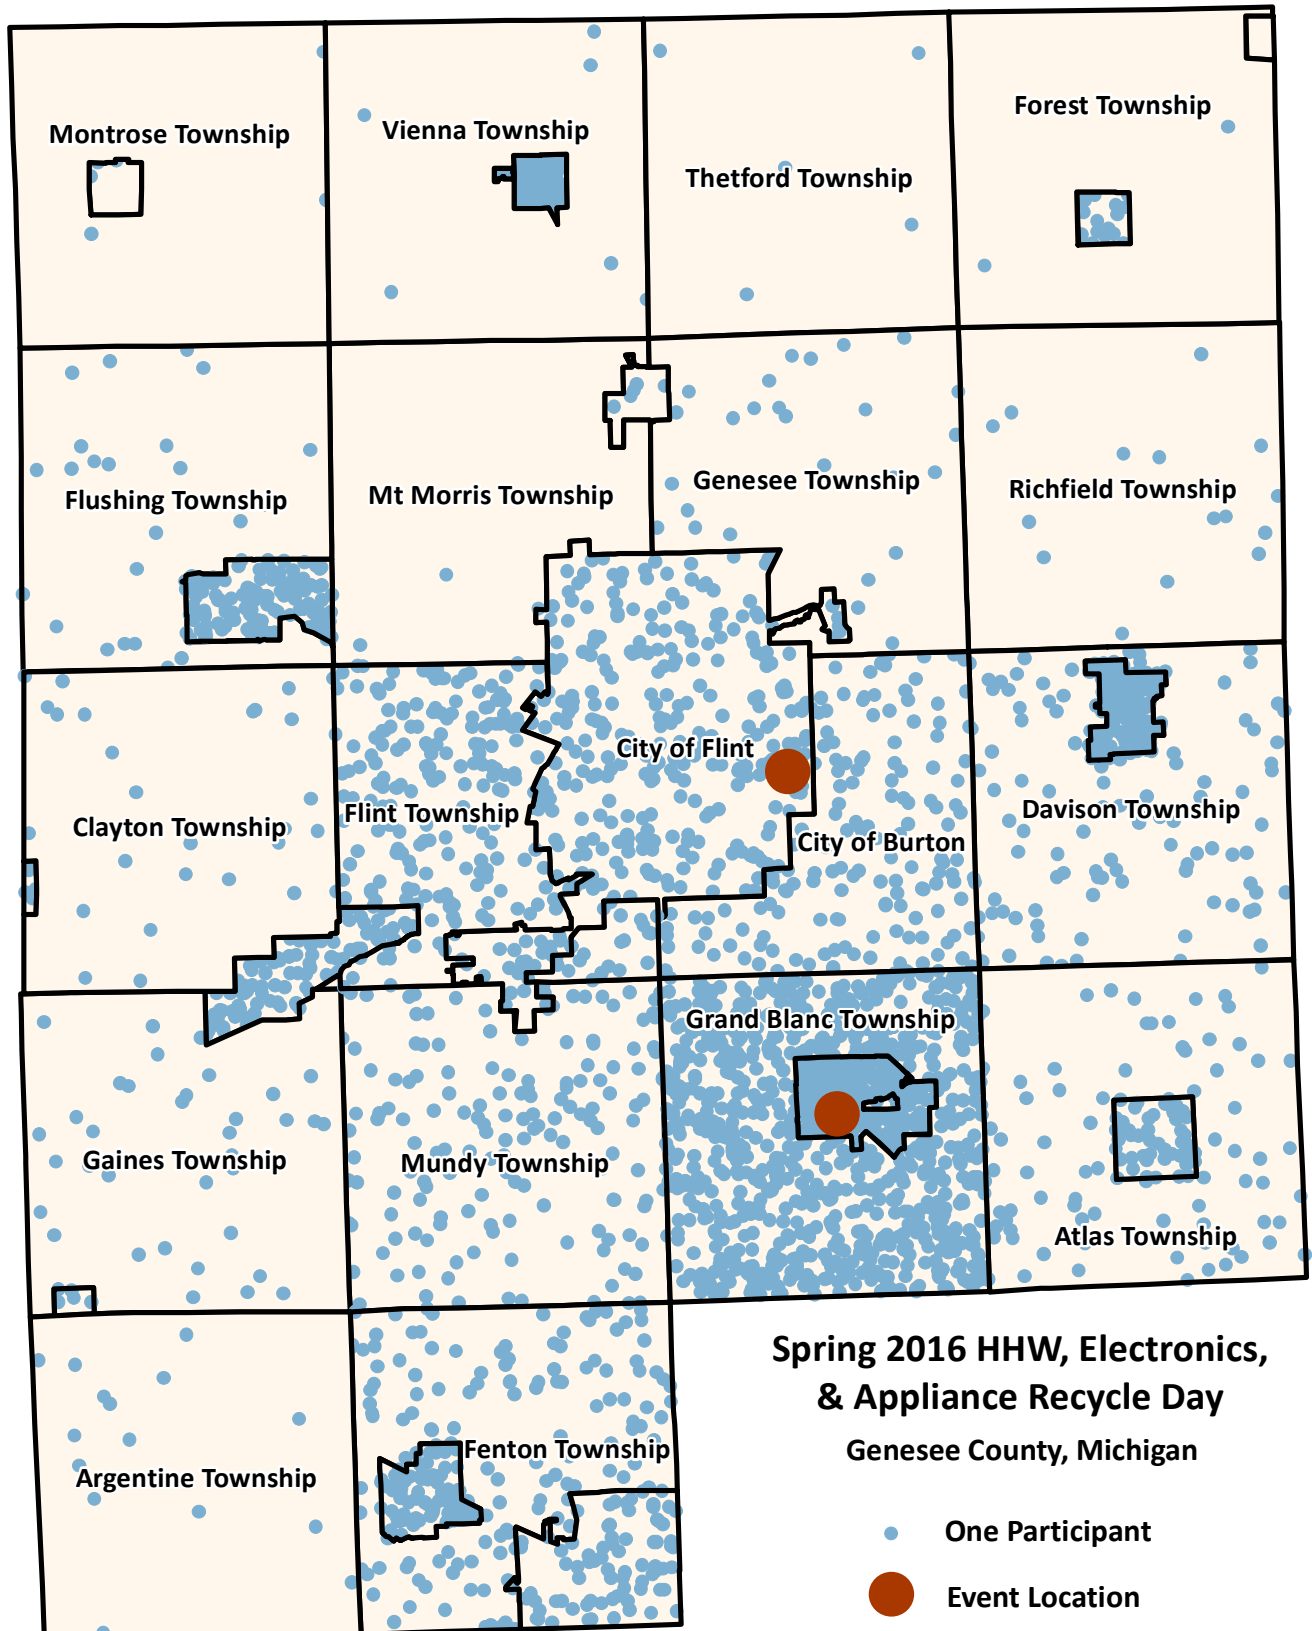 Montrose Township
Vienna Township
Thetford Township
Forest Township
Flushing Township
Mt Morris Township
Genesee Township
Richfield Township
Clayton Township
Flint Township
City of Flint
City of Burton
Davison Township
Gaines Township
Mundy Township
Grand Blanc Township
Atlas Township
Argentine Township
Fenton Township
Spring 2016 HHW, Electronics,
& Appliance Recycle Day
Genesee County, Michigan
One Participant
Event Location